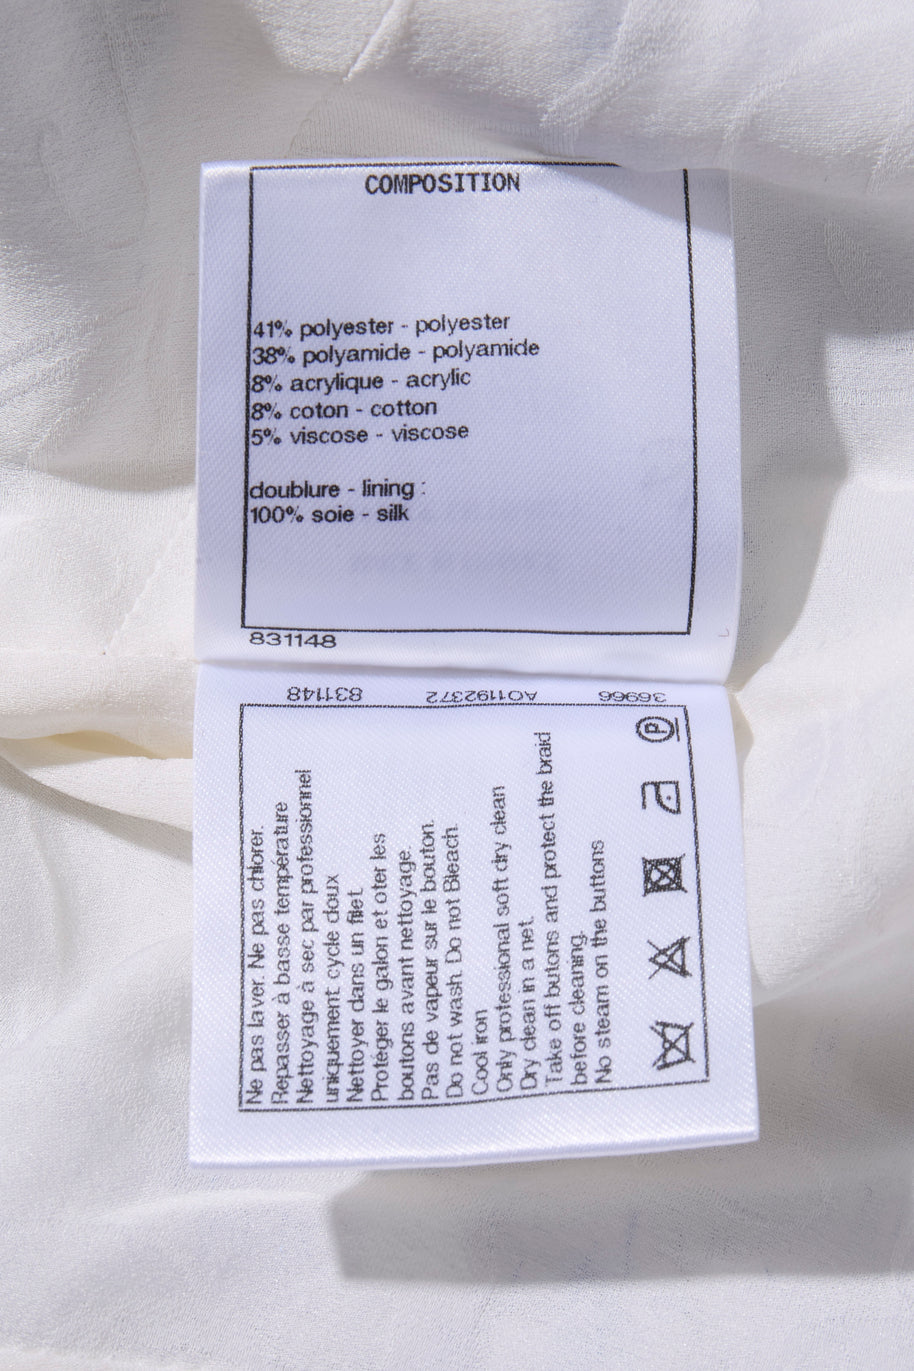 COMPOSITION
41% polyester - polyester
38% polyamide - polyamide
8% acrylique - acrylic
8% coton - cotton
5% viscose - viscose
doublure - lining :
100% soie - silk
831148
36966 AO1192372 831148
Ne pas laver. Ne pas chlorer.
Repasser à basse température
Nettoyage à sec par professionnel
uniquement, cycle doux
Nettoyer dans un filet.
Protéger le galon et oter les
boutons avant nettoyage.
Pas de vapeur sur le bouton.
Do not wash. Do not Bleach.
Cool iron
Only professional soft dry clean
Dry clean in a net.
Take off buttons and protect the braid
before cleaning.
No steam on the buttons
P